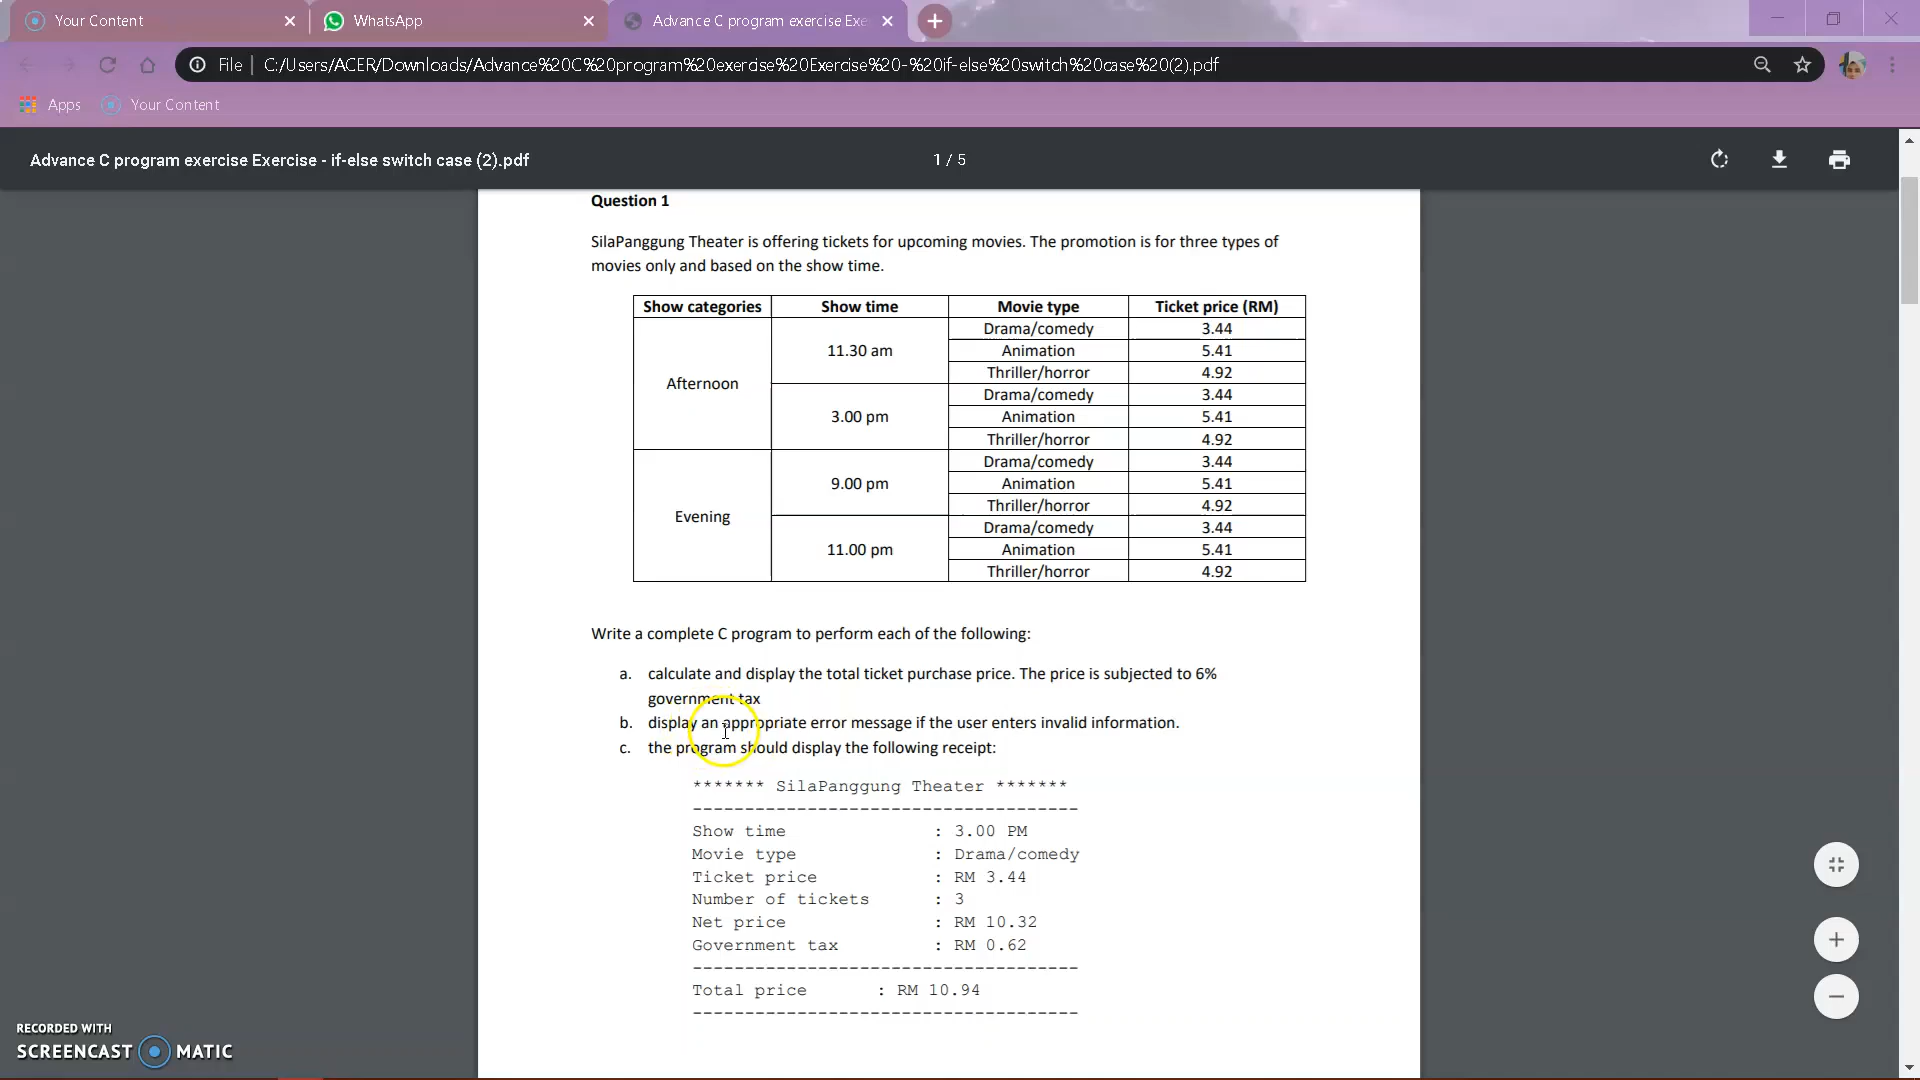 Your Content
WhatsApp
Advance C program exercise Exe
File
C:/Users/ACER/Downloads/Advance%20C%20program%20exercise%20Exercise%20-%20if-else%20switch%20case%20(2).pdf
Apps
Your Content
Advance C program exercise Exercise - if-else switch case (2).pdf
1 / 5
Question 1
SilaPanggung Theater is offering tickets for upcoming movies. The promotion is for three types of
movies only and based on the show time.
Show categories Show time Movie type Ticket price (RM)
Afternoon
11.30 am
Drama/comedy 3.44
Animation 5.41
Thriller/horror 4.92
3.00 pm
Drama/comedy 3.44
Animation 5.41
Thriller/horror 4.92
Evening
9.00 pm
Drama/comedy 3.44
Animation 5.41
Thriller/horror 4.92
11.00 pm
Drama/comedy 3.44
Animation 5.41
Thriller/horror 4.92
Write a complete C program to perform each of the following:
a. calculate and display the total ticket purchase price. The price is subjected to 6%
government tax
b. display an appropriate error message if the user enters invalid information.
c. the program should display the following receipt:
******* SilaPanggung Theater *******
-------------------------------------
Show time : 3.00 PM
Movie type : Drama/comedy
Ticket price : RM 3.44
Number of tickets : 3
Net price : RM 10.32
Government tax : RM 0.62
-------------------------------------
Total price : RM 10.94
-------------------------------------
RECORDED WITH
SCREENCAST MATIC